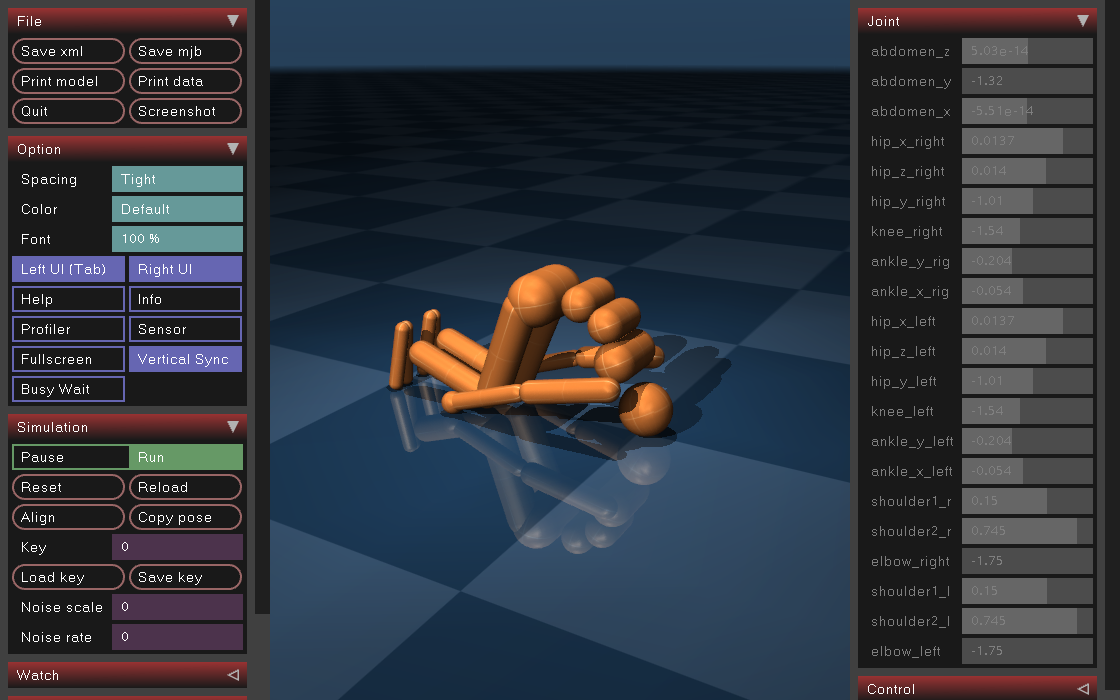 File
Save xml Save mjb
Print model Print data
Quit Screenshot
Option
Spacing Tight
Color Default
Font 100 %
Left UI (Tab) Right UI
Help Info
Profiler Sensor
Fullscreen Vertical Sync
Busy Wait
Simulation
Pause Run
Reset Reload
Align Copy pose
Key 0
Load key Save key
Noise scale 0
Noise rate 0
Watch
Joint
abdomen_z 5.03e-14
abdomen_y -1.32
abdomen_x -5.51e-14
hip_x_right 0.0137
hip_z_right 0.014
hip_y_right -1.01
knee_right -1.54
ankle_y_rig -0.204
ankle_x_rig -0.054
hip_x_left 0.0137
hip_z_left 0.014
hip_y_left -1.01
knee_left -1.54
ankle_y_left -0.204
ankle_x_left -0.054
shoulder1_r 0.15
shoulder2_r 0.745
elbow_right -1.75
shoulder1_l 0.15
shoulder2_l 0.745
elbow_left -1.75
Control